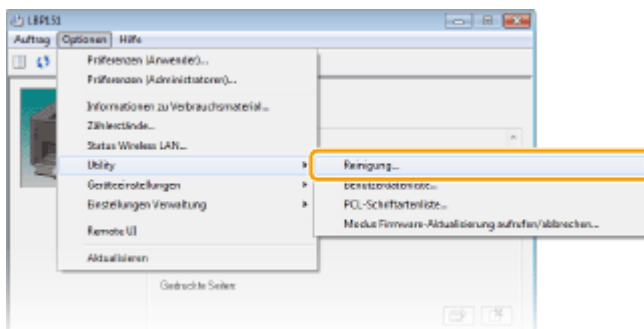 LBP151
Auftrag Optionen Hilfe
Präferenzen (Anwender)...
Präferenzen (Administratoren)...
Informationen zu Verbrauchsmaterial...
Zählerstände...
Status Wireless LAN...
Utility
Reinigung...
Geräteeinstellungen
Benutzerdatenliste...
Einstellungen Verwaltung
PCL-Schriftartenliste...
Modus Firmware-Aktualisierung aufrufen/abbrechen...
Remote UI
Aktualisieren
Gedruckte Seiten: